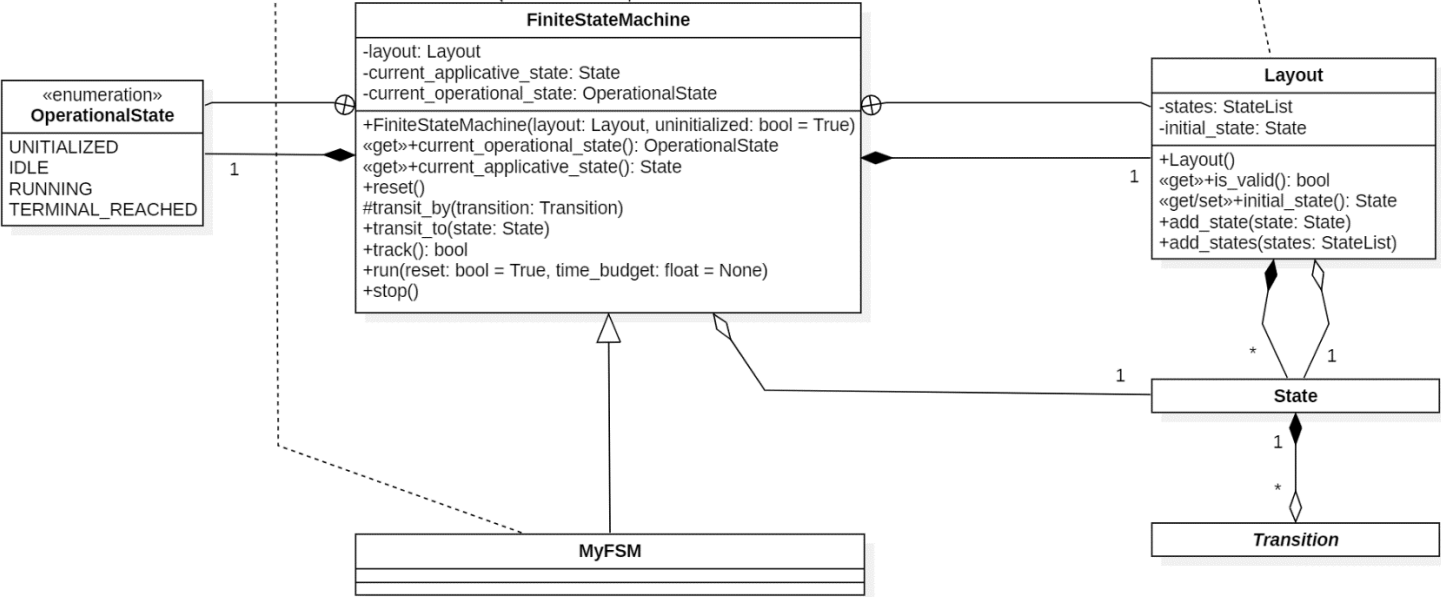 FiniteStateMachine
-layout: Layout
-current_applicative_state: State
-current_operational_state: OperationalState
+FiniteStateMachine(layout: Layout, uninitialized: bool = True)
«get»+current_operational_state(): OperationalState
«get»+current_applicative_state(): State
+reset()
#transit_by(transition: Transition)
+transit_to(state: State)
+track(): bool
+run(reset: bool = True, time_budget: float = None)
+stop()
«enumeration»
OperationalState
UNITIALIZED
IDLE
RUNNING
TERMINAL_REACHED
1
1
Layout
-states: StateList
-initial_state: State
+Layout()
«get»+is_valid(): bool
«get/set»+initial_state(): State
+add_state(state: State)
+add_states(states: StateList)
*
1
1
State
1
*
Transition
MyFSM